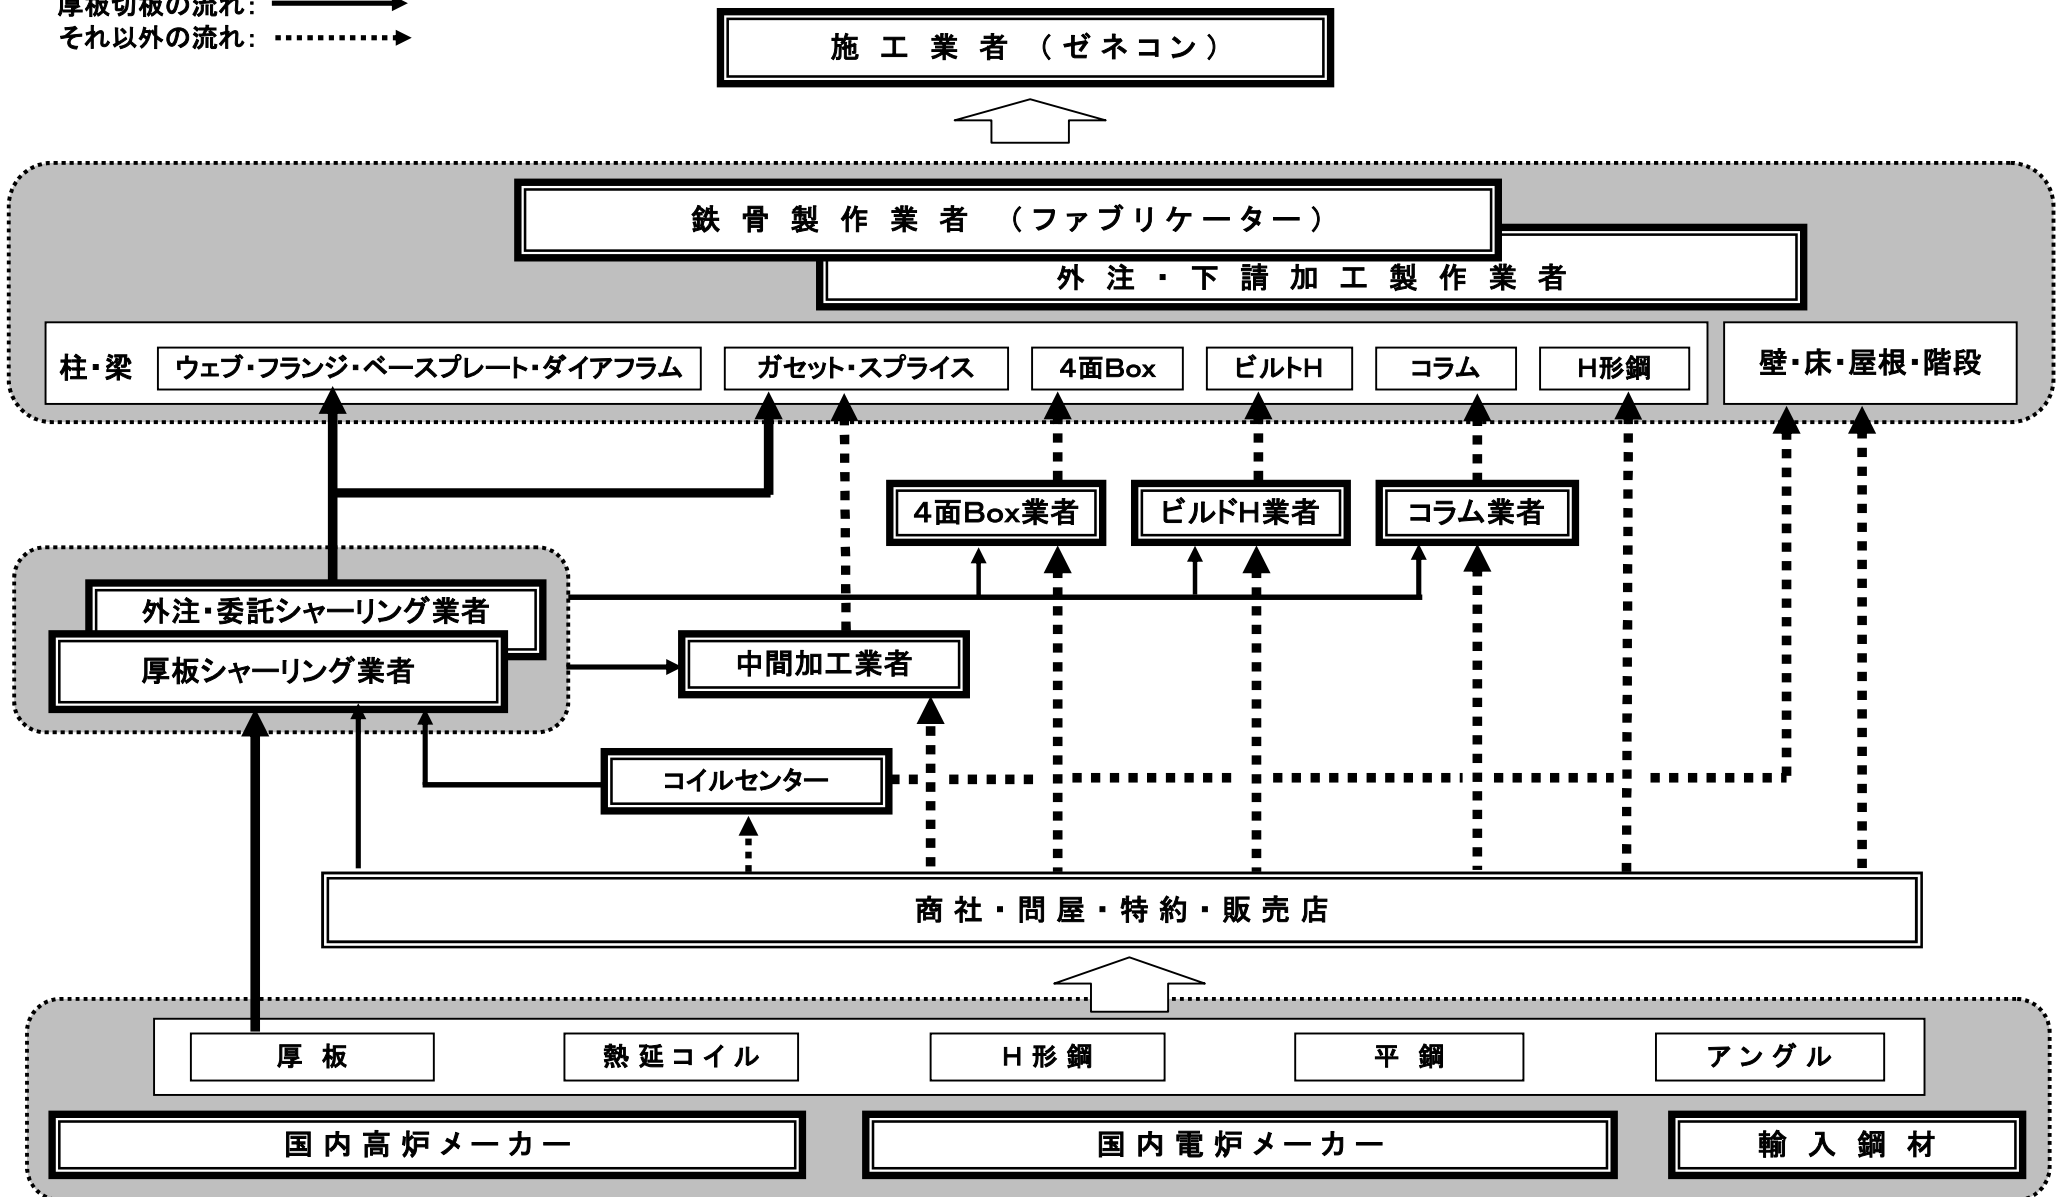 厚板切板の流れ:
それ以外の流れ:
施工業者(ゼネコン)
鉄骨製作業者(ファブリケーター)
外注・下請加工製作業者
柱・梁
ウェブ・フランジ・ベースプレート・ダイアフラム
ガセット・スプライス
4面Box
ビルトH
コラム
H形鋼
壁・床・屋根・階段
4面Box業者
ビルドH業者
コラム業者
外注・委託シャーリング業者
厚板シャーリング業者
中間加工業者
コイルセンター
商社・問屋・特約・販売店
厚板
熱延コイル
H形鋼
平鋼
アングル
国内高炉メーカー
国内電炉メーカー
輸入鋼材